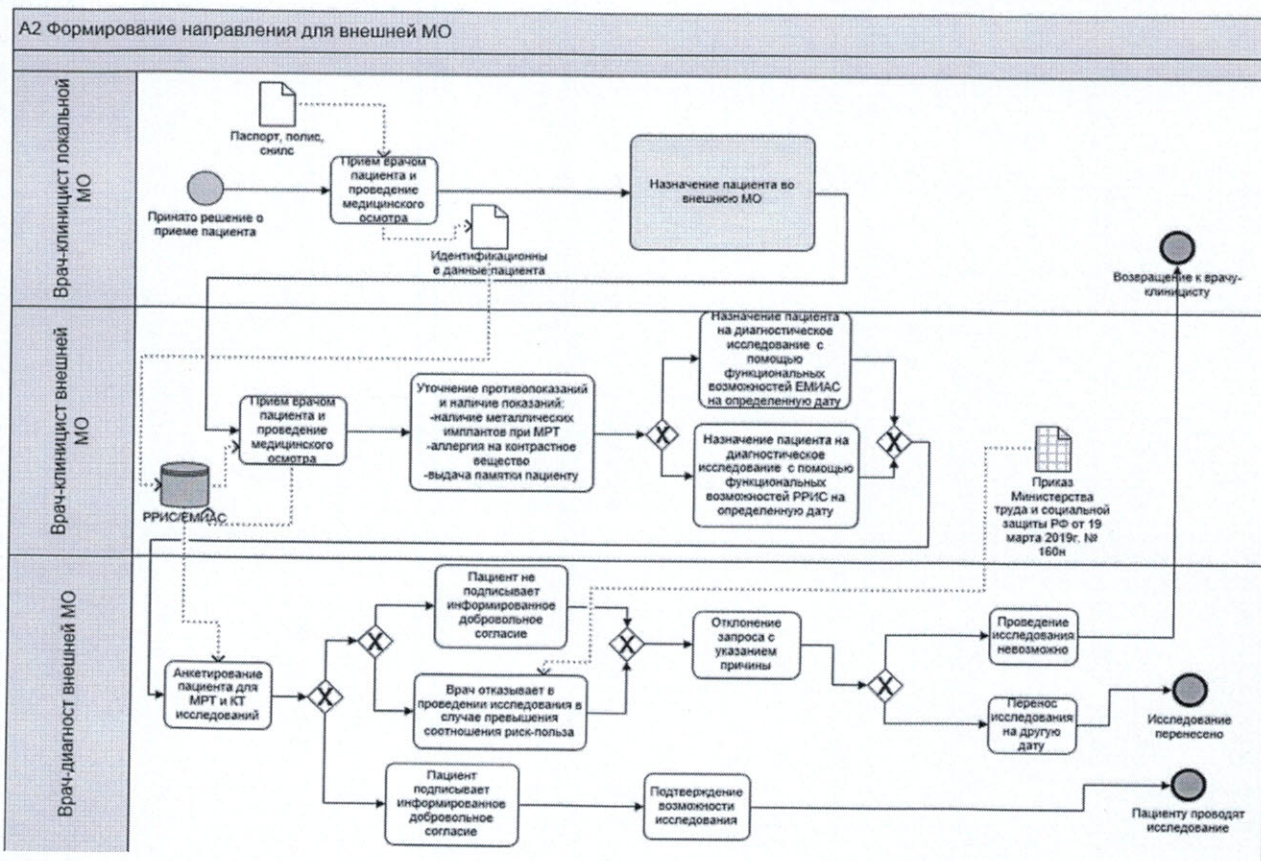 А2 Формирование направления для внешней МО
Врач-клиницист локальной
МО
Паспорт, полис,
снилс
Принято решение о
приеме пациента
Прием врачом
пациента и
проведение
медицинского
осмотра
Идентификационны
е данные пациента
Назначение пациента во
внешнюю МО
Возвращение к врачу-
клиницисту
Врач-клиницист внешней
МО
РРИС/ЕМИАС
Прием врачом
пациента и
проведение
медицинского
осмотра
Уточнение противопоказаний
и наличие показаний:
-наличие металлических
имплантов при МРТ
-аллергия на контрастное
вещество
-выдача памятки пациенту
X
Назначение пациента
на диагностическое
исследование с
помощью
функциональных
возможностей ЕМИАС
на определенную дату
Назначение пациента на
диагностическое
исследование с помощью
функциональных
возможностей РРИС на
определенную дату
X
Приказ
Министерства
труда и социальной
защиты РФ от 19
марта 2019г. №
160н
Врач-диагност внешней МО
Анкетирование
пациента для
МРТ и КТ
исследований
X
X
Пациент не
подписывает
информированное
добровольное
согласие
Врач отказывает в
проведении исследования в
случае превышения
соотношения риск-польза
X
Отклонение
запроса с
указанием
причины
X
Проведение
исследования
невозможно
Перенос
исследования
на другую
дату
Исследование
перенесено
Пациент
подписывает
информированное
добровольное
согласие
Подтверждение
возможности
исследования
Пациенту проводят
исследование